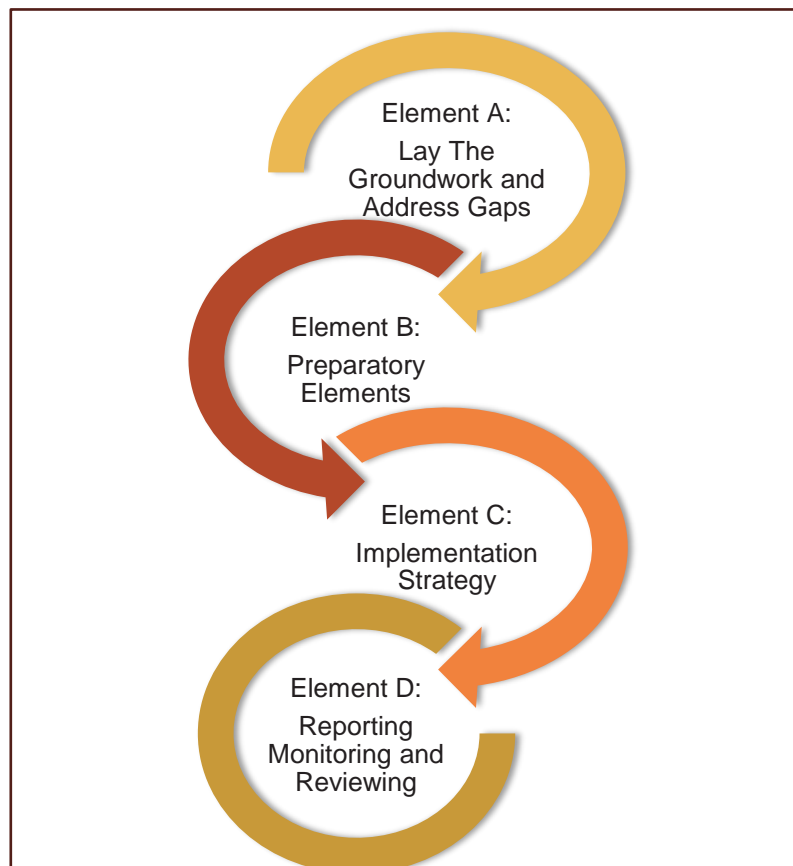 Element A:
Lay The
Groundwork and
Address Gaps
Element B:
Preparatory
Elements
Element C:
Implementation
Strategy
Element D:
Reporting
Monitoring and
Reviewing